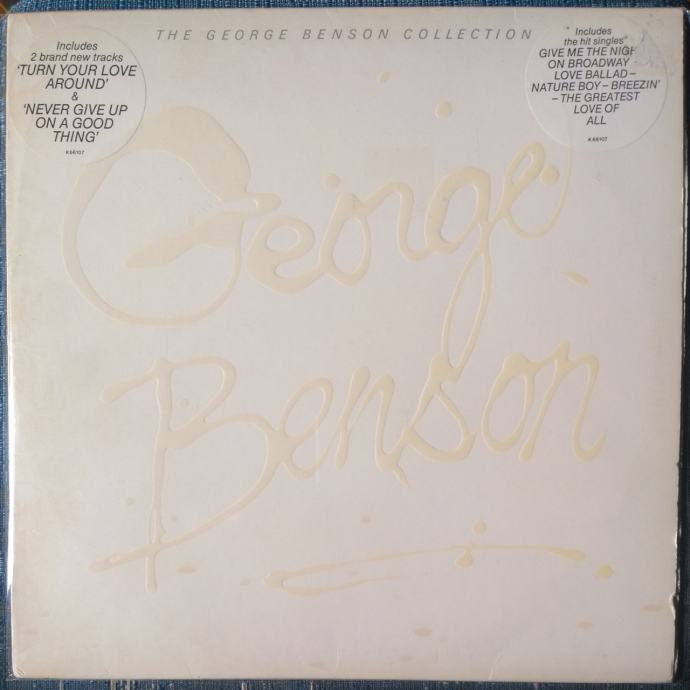 THE GEORGE BENSON COLLECTION
Includes
2 brand new tracks
'TURN YOUR LOVE
AROUND'
&
'NEVER GIVE UP
ON A GOOD
THING'
K66107
"Includes
the hit singles"
GIVE ME THE NIGH
ON BROADWAY
LOVE BALLAD –
NATURE BOY – BREEZIN'
– THE GREATEST
LOVE OF
ALL
K66107
George
Benson